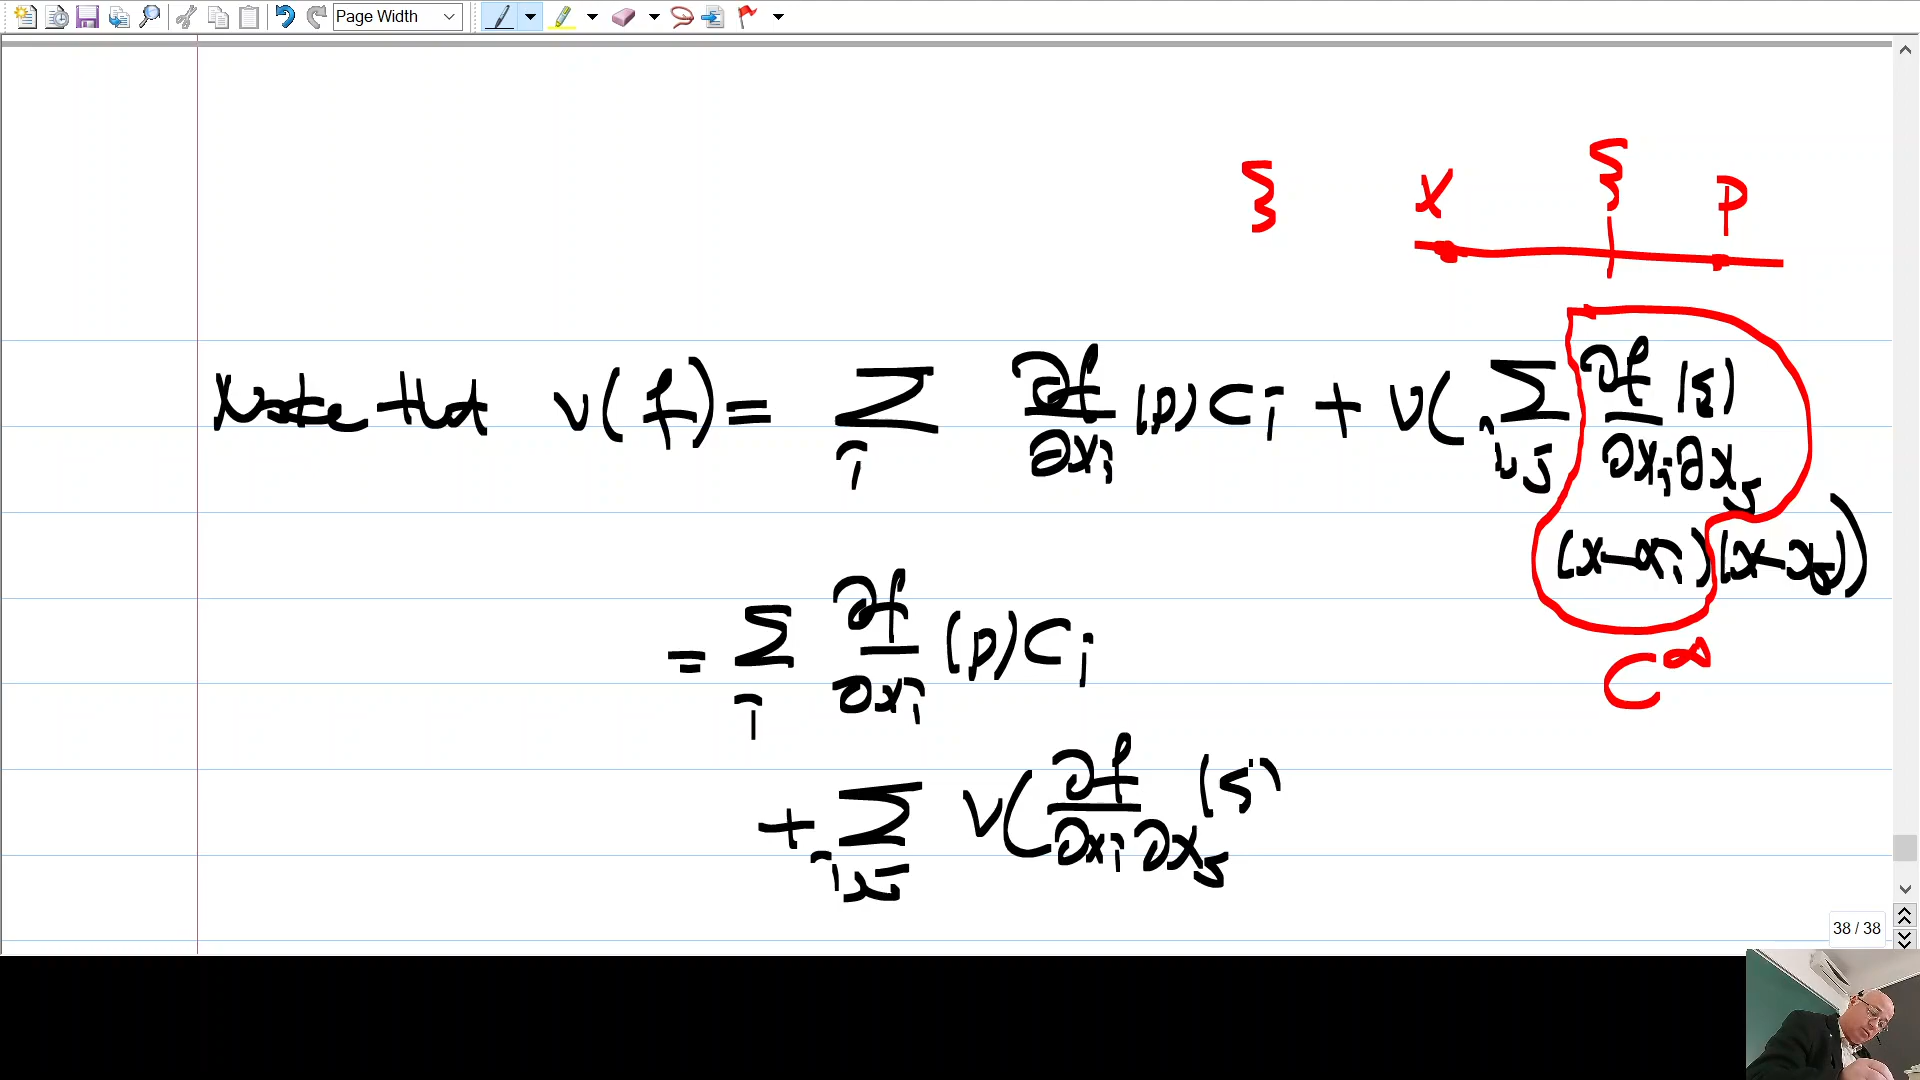 Page Width
ξ x ξ p
Note that v(f) = Σ_i ∂f/∂x_i (p) C_i + v( Σ_{i,j} ∂f/∂x_i∂x_j (ξ)
(x-x_i)(x-x_j))
= Σ_i ∂f/∂x_i (p) C_i
C^∞
+ Σ_{i,j} v( ∂f/∂x_i∂x_j (ξ)
38 / 38